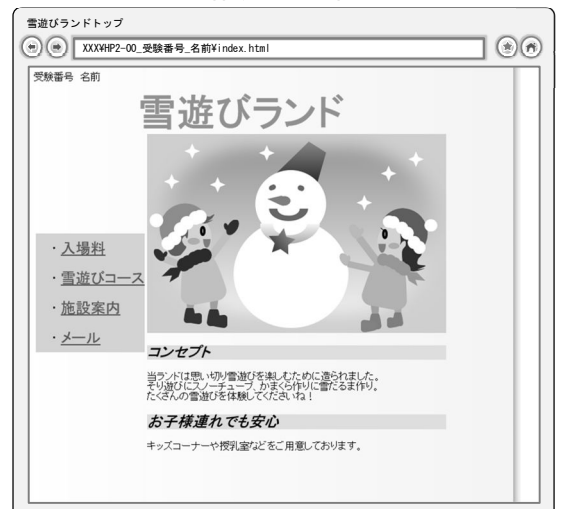 雪遊びランドトップ
XXX¥HP2-00_受験番号_名前¥index.html
受験番号 名前
雪遊びランド
・入場料
・雪遊びコース
・施設案内
・メール
コンセプト
当ランドは思い切り雪遊びを楽しむために造られました。
そり遊びにスノーチューブ、かまくら作りに雪だるま作り。
たくさんの雪遊びを体験してくださいね!
お子様連れでも安心
キッズコーナーや授乳室などをご用意しております。